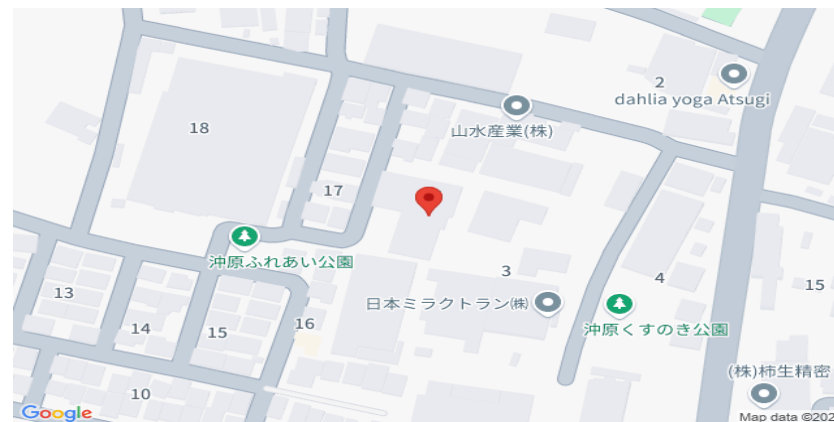 2
dahlia yoga Atsugi
山水産業(株)
18
17
沖原ふれあい公園
3
4
15
13
日本ミラクトラン㈱
16
14
15
沖原くすのき公園
10
(株)柿生精密
Google
Map data ©202